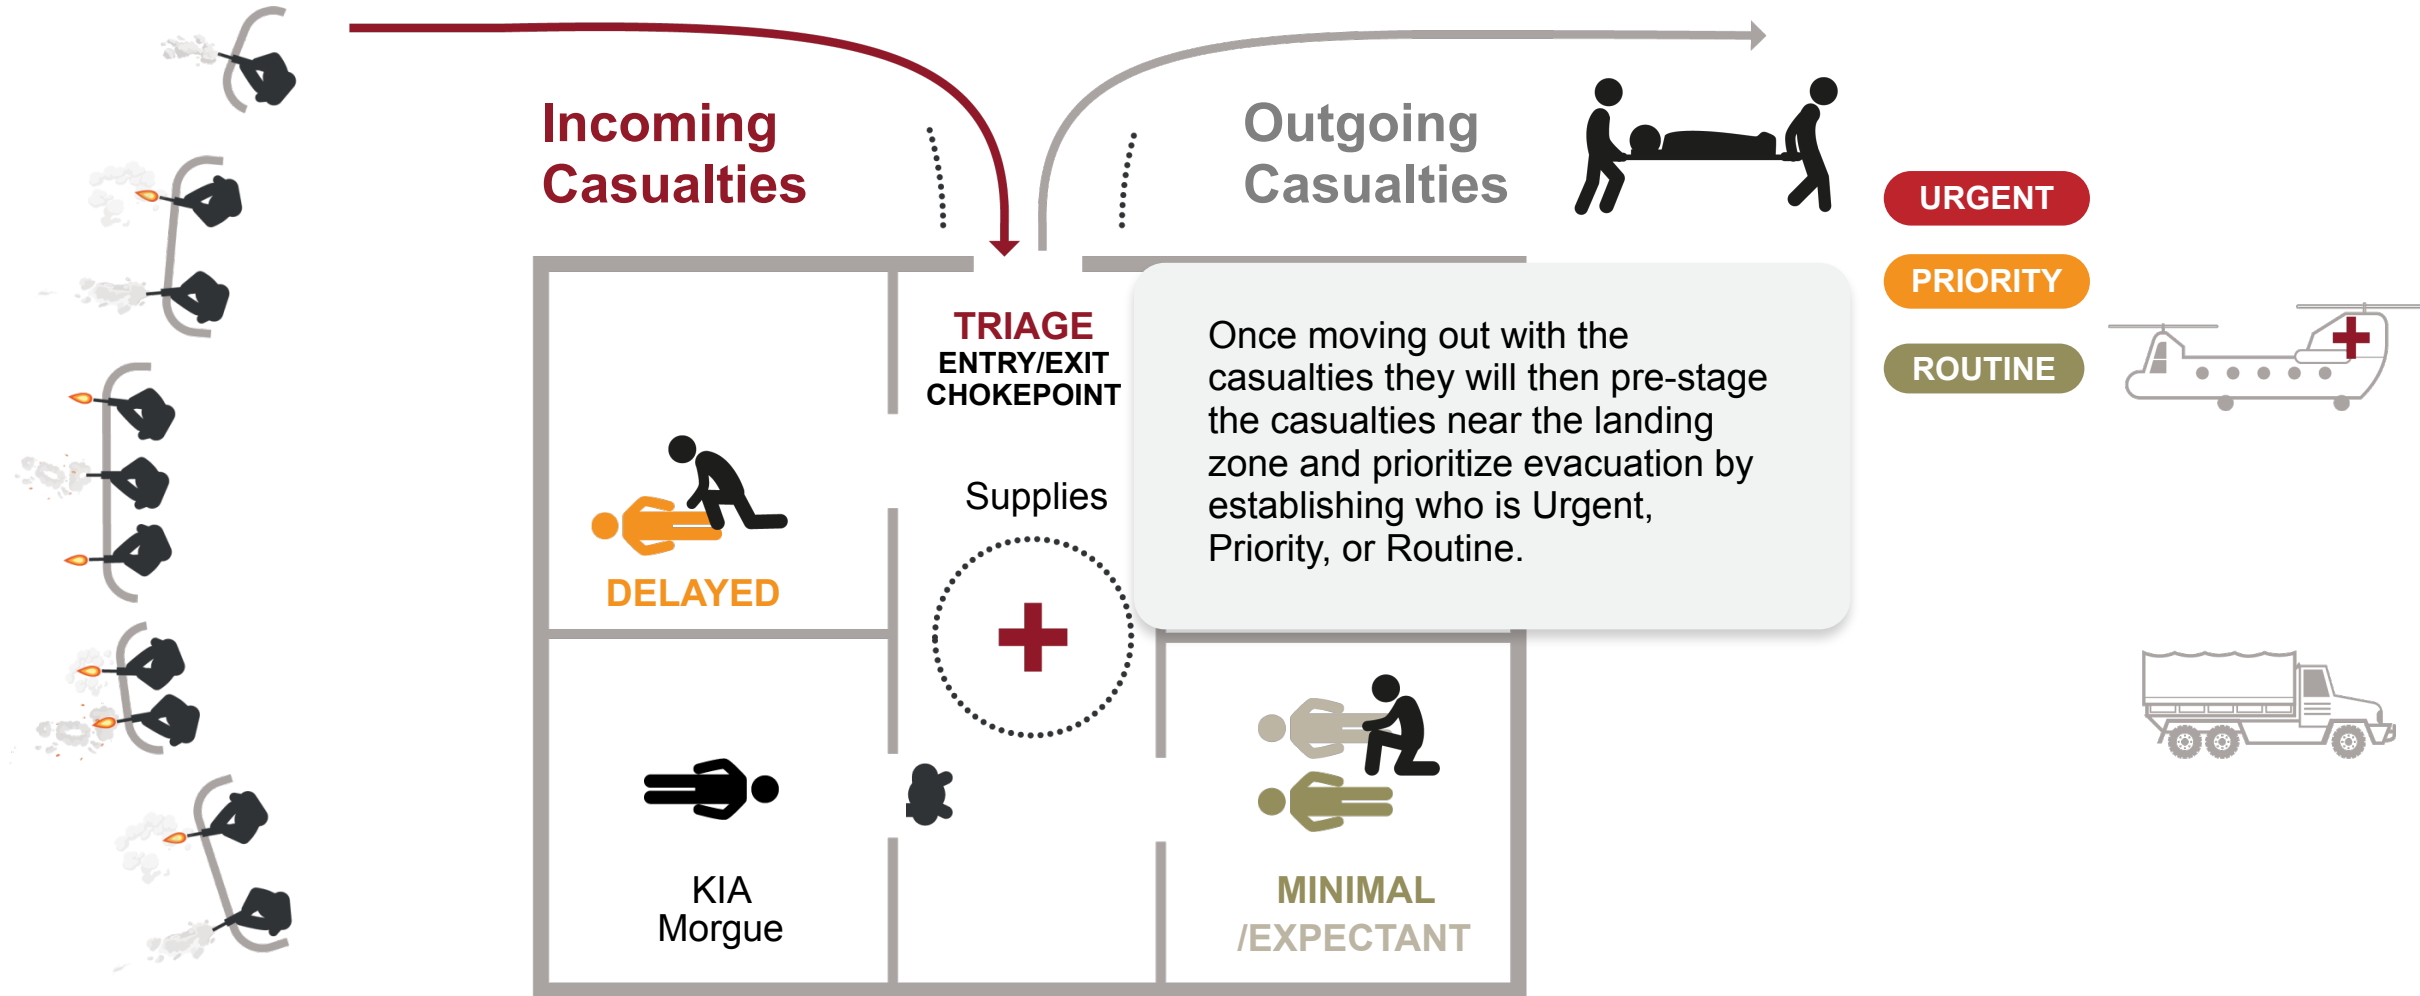 Incoming
Casualties
Outgoing
Casualties
URGENT
PRIORITY
ROUTINE
TRIAGE
ENTRY/EXIT
CHOKEPOINT
Once moving out with the
casualties they will then pre-stage
the casualties near the landing
zone and prioritize evacuation by
establishing who is Urgent,
Priority, or Routine.
Supplies
DELAYED
KIA
Morgue
MINIMAL
/EXPECTANT